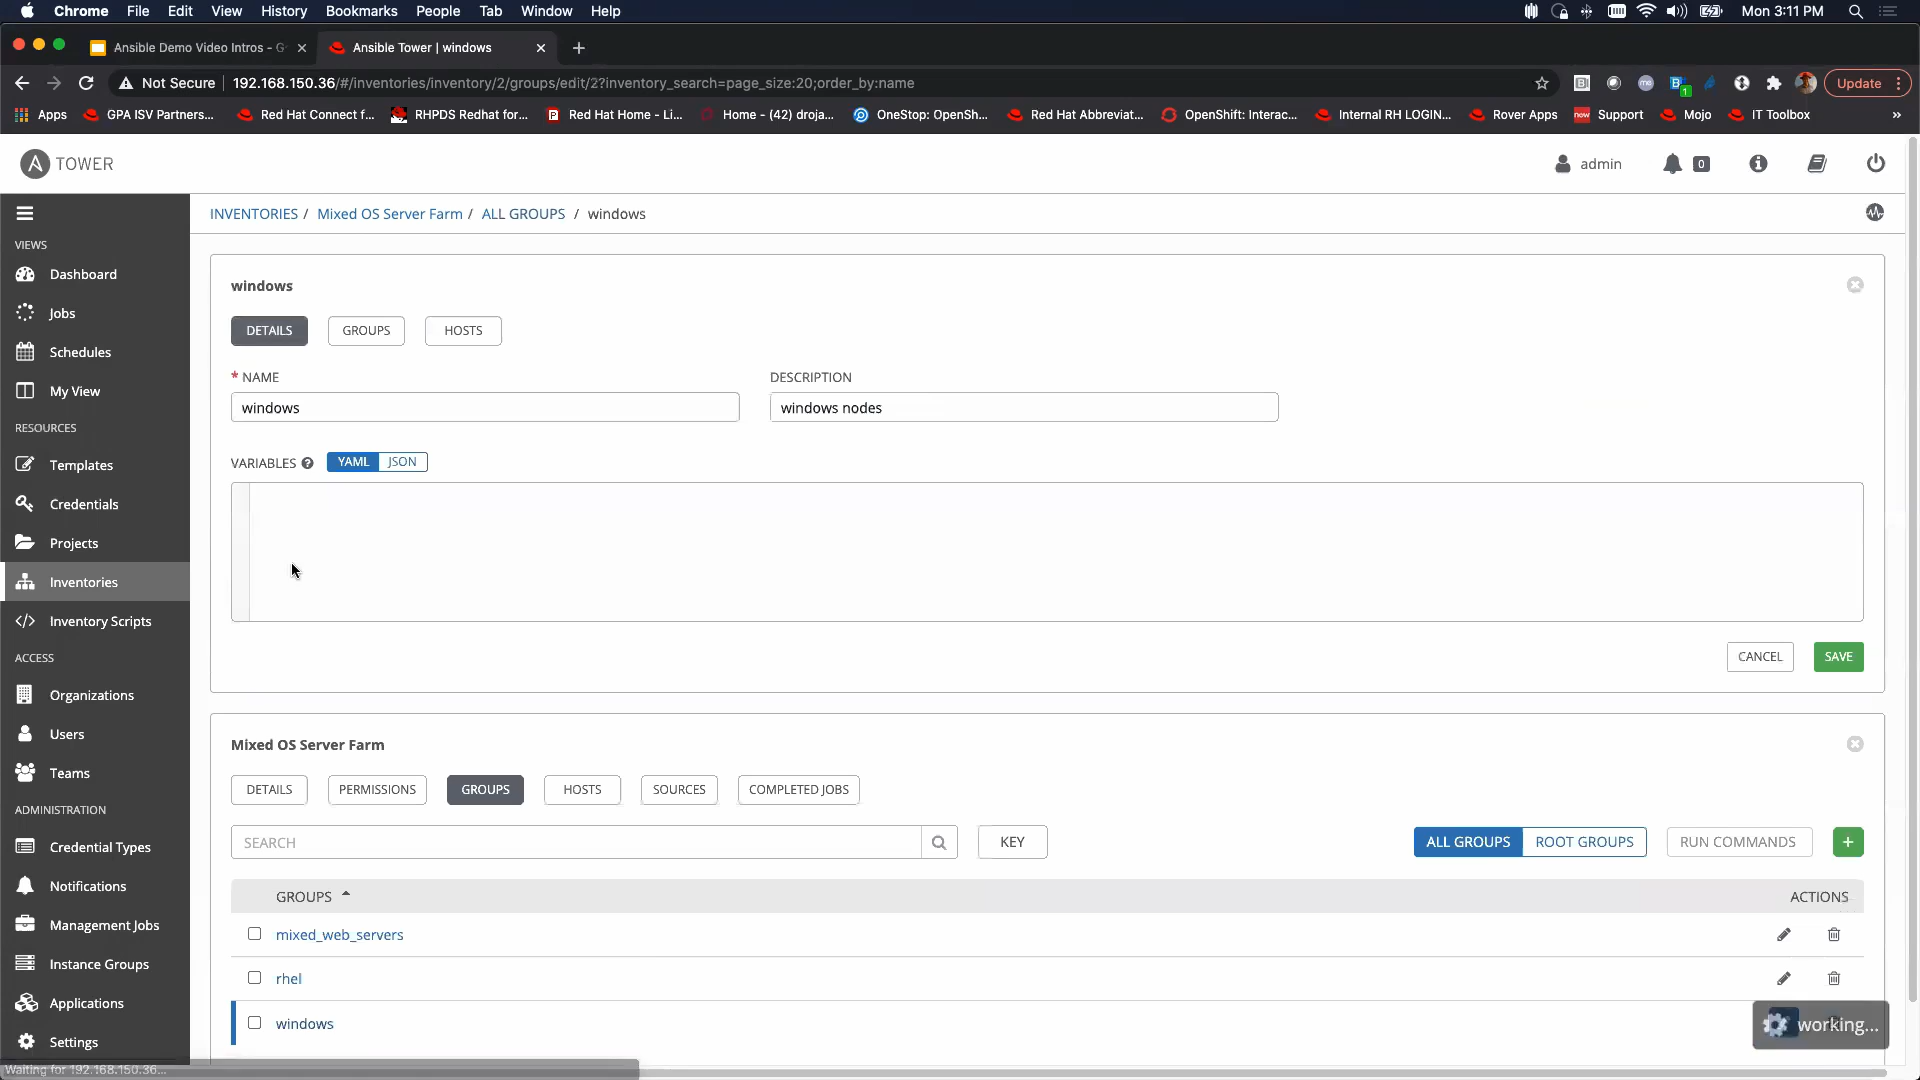 Chrome File Edit View History Bookmarks People Tab Window Help Mon 3:11 PM
Ansible Demo Video Intros - G Ansible Tower | windows
Not Secure 192.168.150.36/#/inventories/inventory/2/groups/edit/2?inventory_search=page_size:20;order_by:name Update
Apps GPA ISV Partners... Red Hat Connect f... RHPDS Redhat for... Red Hat Home - Li... Home - (42) droja... OneStop: OpenSh... Red Hat Abbreviat... OpenShift: Interac... Internal RH LOGIN... Rover Apps now Support Mojo IT Toolbox »
A TOWER admin 0
INVENTORIES / Mixed OS Server Farm / ALL GROUPS / windows
VIEWS
Dashboard
Jobs
Schedules
My View
RESOURCES
Templates
Credentials
Projects
Inventories
Inventory Scripts
ACCESS
Organizations
Users
Teams
ADMINISTRATION
Credential Types
Notifications
Management Jobs
Instance Groups
Applications
Settings
windows
DETAILS GROUPS HOSTS
* NAME DESCRIPTION
windows windows nodes
VARIABLES ? YAML JSON
CANCEL SAVE
Mixed OS Server Farm
DETAILS PERMISSIONS GROUPS HOSTS SOURCES COMPLETED JOBS
SEARCH KEY ALL GROUPS ROOT GROUPS RUN COMMANDS +
GROUPS ACTIONS
mixed_web_servers
rhel
windows
working...
Waiting for 192.168.150.36...